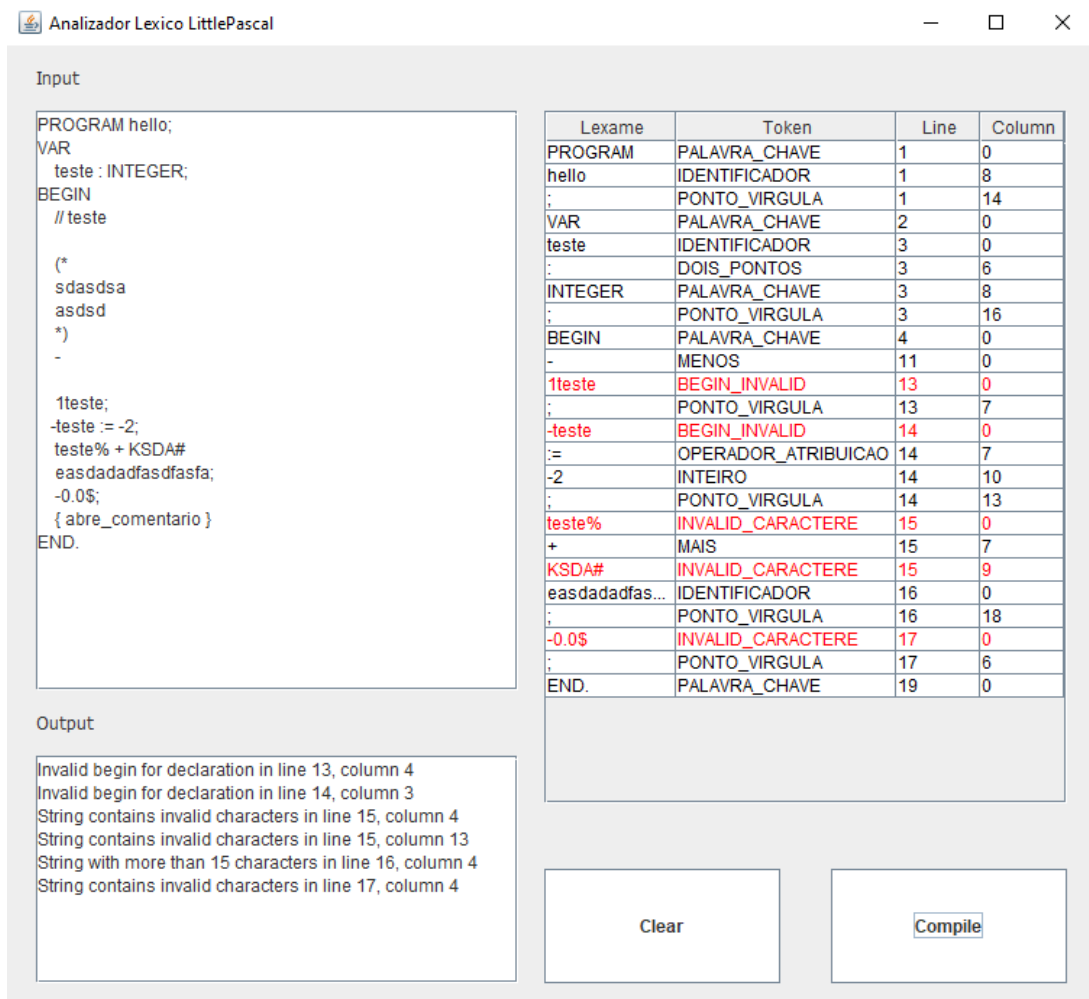 Analizador Lexico LittlePascal
Input
PROGRAM hello;
VAR
teste : INTEGER;
BEGIN
// teste
(*
sdasdsa
asdsd
*)
-
1teste;
-teste := -2;
teste% + KSDA#
easdadadfasdfasfa;
-0.0$;
{ abre_comentario }
END.
Lexame Token Line Column
PROGRAM PALAVRA_CHAVE 1 0
hello IDENTIFICADOR 1 8
; PONTO_VIRGULA 1 14
VAR PALAVRA_CHAVE 2 0
teste IDENTIFICADOR 3 0
: DOIS_PONTOS 3 6
INTEGER PALAVRA_CHAVE 3 8
; PONTO_VIRGULA 3 16
BEGIN PALAVRA_CHAVE 4 0
- MENOS 11 0
1teste BEGIN_INVALID 13 0
; PONTO_VIRGULA 13 7
-teste BEGIN_INVALID 14 0
:= OPERADOR_ATRIBUICAO 14 7
-2 INTEIRO 14 10
; PONTO_VIRGULA 14 13
teste% INVALID_CARACTERE 15 0
+ MAIS 15 7
KSDA# INVALID_CARACTERE 15 9
easdadadfas... IDENTIFICADOR 16 0
; PONTO_VIRGULA 16 18
-0.0$ INVALID_CARACTERE 17 0
; PONTO_VIRGULA 17 6
END. PALAVRA_CHAVE 19 0
Output
Invalid begin for declaration in line 13, column 4
Invalid begin for declaration in line 14, column 3
String contains invalid characters in line 15, column 4
String contains invalid characters in line 15, column 13
String with more than 15 characters in line 16, column 4
String contains invalid characters in line 17, column 4
Clear
Compile